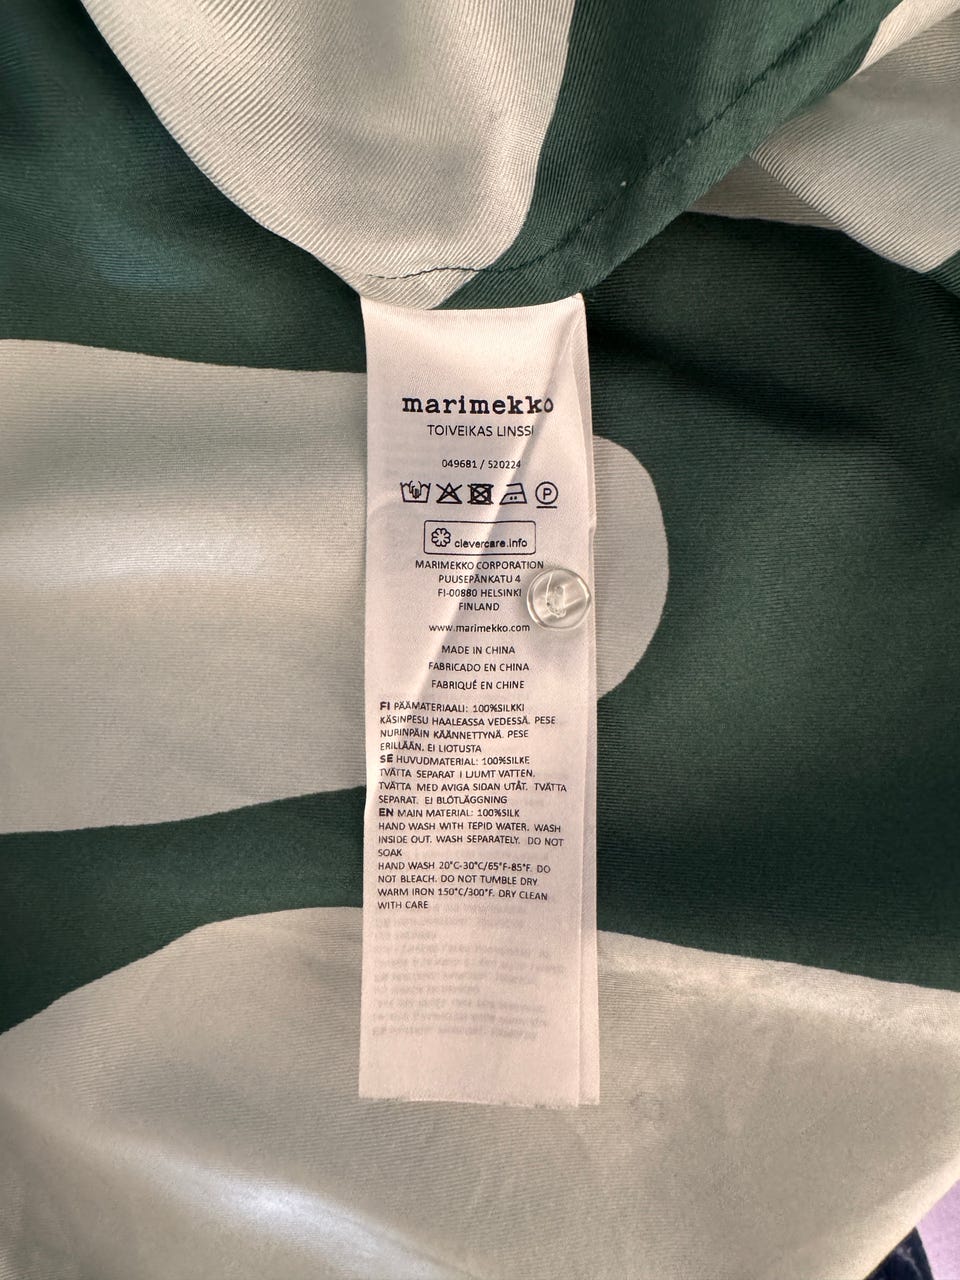 marimekko
TOIVEIKAS LINSSI
049681 / 520224
P
clevercare.info
MARIMEKKO CORPORATION
PUUSEPÄNKATU 4
FI-00880 HELSINKI
FINLAND
www.marimekko.com
MADE IN CHINA
FABRICADO EN CHINA
FABRIQUÉ EN CHINE
FI PÄÄMATERIAALI: 100%SILKKI
KÄSINPESU HAALEASSA VEDESSÄ. PESE
NURINPÄIN KÄÄNNETTYNÄ. PESE
ERILLÄÄN. EI LIOTUSTA
SE HUVUDMATERIAL: 100%SILKE
TVÄTTA SEPARAT I LJUMT VATTEN.
TVÄTTA MED AVIGA SIDAN UTÅT. TVÄTTA
SEPARAT. EJ BLÖTLÄGGNING
EN MAIN MATERIAL: 100%SILK
HAND WASH WITH TEPID WATER. WASH
INSIDE OUT. WASH SEPARATELY. DO NOT
SOAK
HAND WASH 20°C-30°C/65°F-85°F. DO
NOT BLEACH. DO NOT TUMBLE DRY
WARM IRON 150°C/300°F. DRY CLEAN
WITH CARE